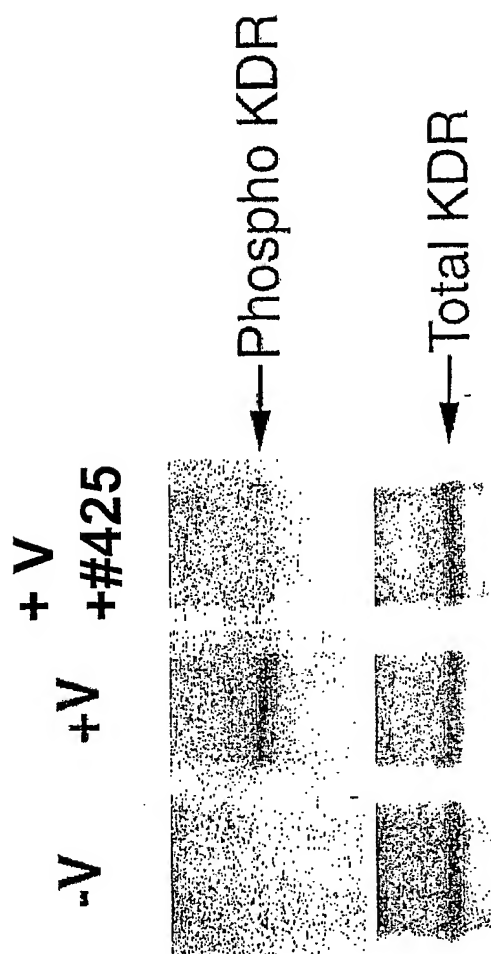 -V
+V
+ V
+#425
Phospho KDR
Total KDR